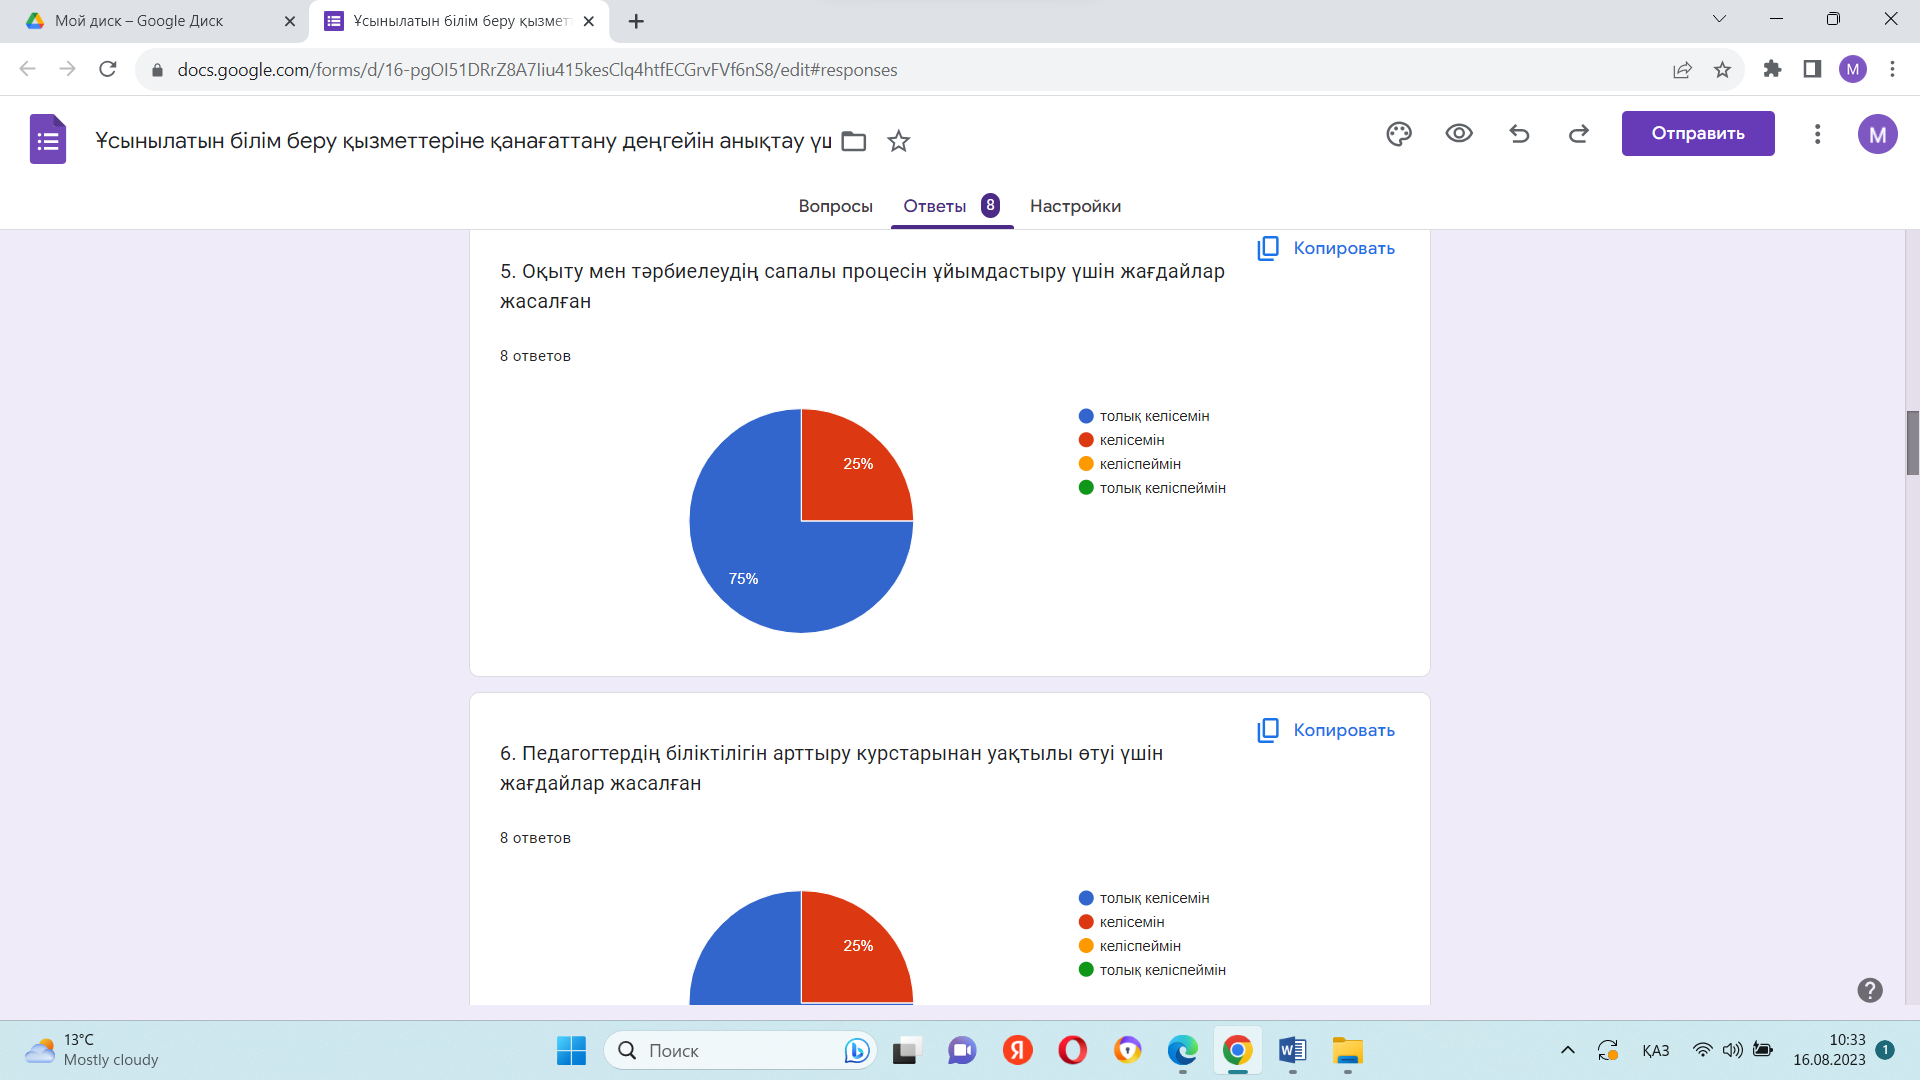 Мой диск – Google Диск
Ұсынылатын білім беру қызмет
docs.google.com/forms/d/16-pgOI51DRrZ8A7Iiu415kesClq4htfECGrvFVf6nS8/edit#responses
M
Ұсынылатын білім беру қызметтеріне қанағаттану деңгейін анықтау үш
Отправить
M
Вопросы
Ответы 8
Настройки
Копировать
5. Оқыту мен тәрбиелеудің сапалы процесін ұйымдастыру үшін жағдайлар
жасалған
8 ответов
толық келісемін
келісемін
келіспеймін
толық келіспеймін
25%
75%
Копировать
6. Педагогтердің біліктілігін арттыру курстарынан уақтылы өтуі үшін
жағдайлар жасалған
8 ответов
толық келісемін
келісемін
келіспеймін
толық келіспеймін
25%
13°C
Mostly cloudy
Поиск
ҚАЗ
10:33
16.08.2023
1